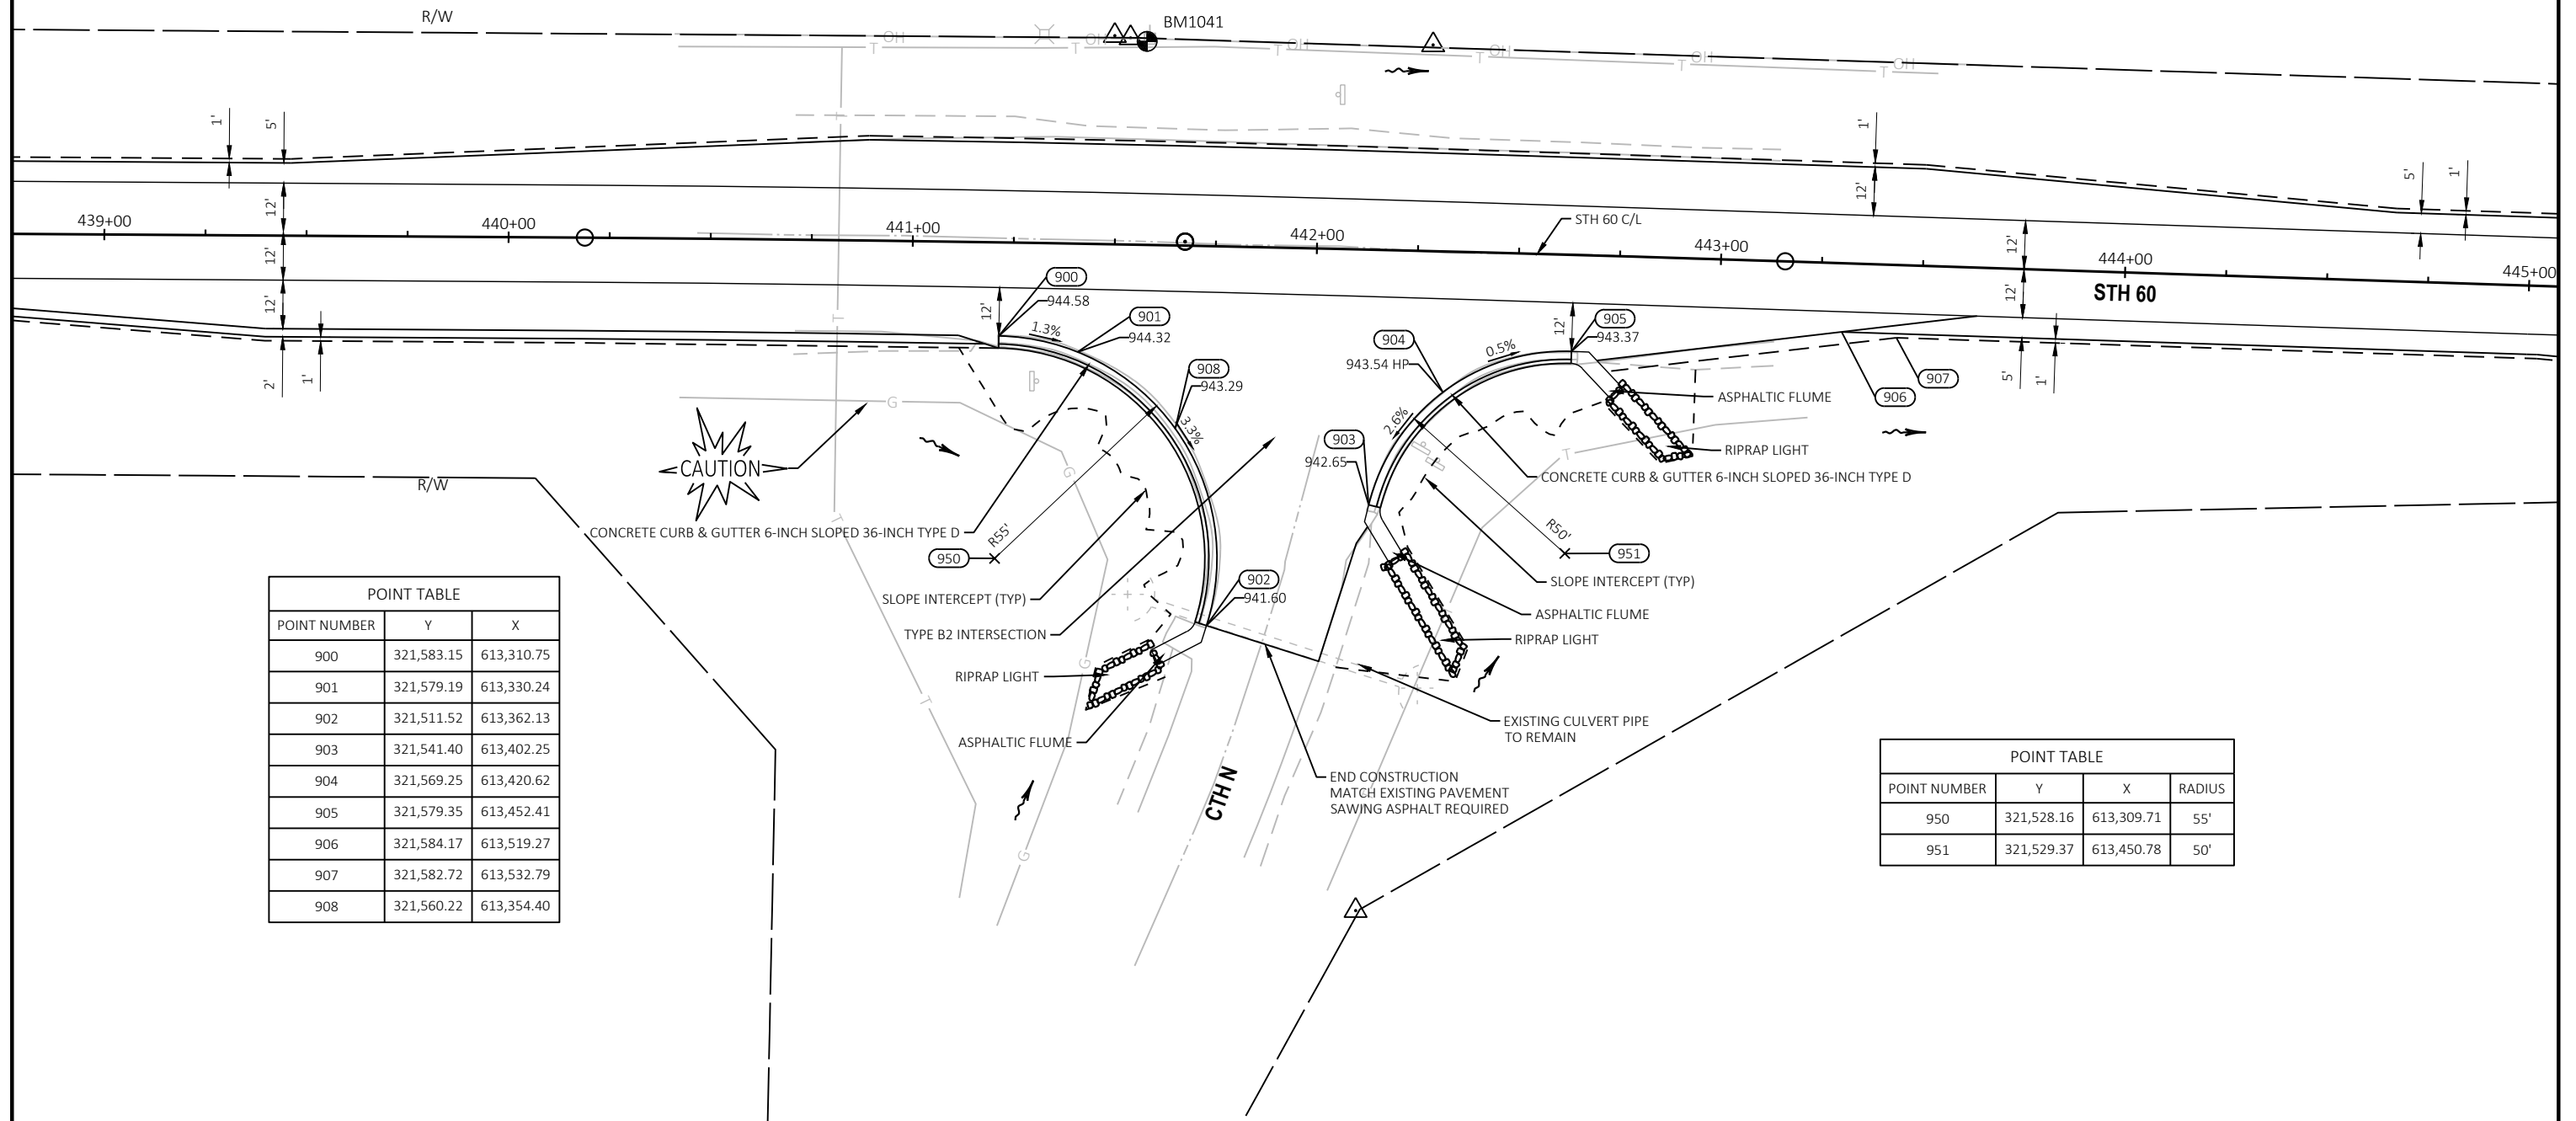 R/W
BM1041
OH
T
OH
T
OH
T
OH
T
OH
T
OH
T
1'
5'
1'
5'
1'
12'
12'
439+00
440+00
441+00
442+00
443+00
444+00
445+00
STH 60 C/L
STH 60
12'
12'
12'
12'
2'
1'
12'
900
944.58
1.3%
901
944.32
908
943.29
3.3%
12'
905
943.37
904
943.54 HP
0.5%
2.6%
903
942.65
907
906
5'
1'
T
T
T
T
T
G
G
G
G
CAUTION
R/W
ASPHALTIC FLUME
RIPRAP LIGHT
CONCRETE CURB & GUTTER 6-INCH SLOPED 36-INCH TYPE D
CONCRETE CURB & GUTTER 6-INCH SLOPED 36-INCH TYPE D
R55'
950
R50'
951
SLOPE INTERCEPT (TYP)
SLOPE INTERCEPT (TYP)
902
941.60
TYPE B2 INTERSECTION
ASPHALTIC FLUME
RIPRAP LIGHT
RIPRAP LIGHT
ASPHALTIC FLUME
EXISTING CULVERT PIPE
TO REMAIN
END CONSTRUCTION
MATCH EXISTING PAVEMENT
SAWING ASPHALT REQUIRED
CTH N
POINT TABLE
POINT NUMBER Y X
900 321,583.15 613,310.75
901 321,579.19 613,330.24
902 321,511.52 613,362.13
903 321,541.40 613,402.25
904 321,569.25 613,420.62
905 321,579.35 613,452.41
906 321,584.17 613,519.27
907 321,582.72 613,532.79
908 321,560.22 613,354.40
POINT TABLE
POINT NUMBER Y X RADIUS
950 321,528.16 613,309.71 55'
951 321,529.37 613,450.78 50'